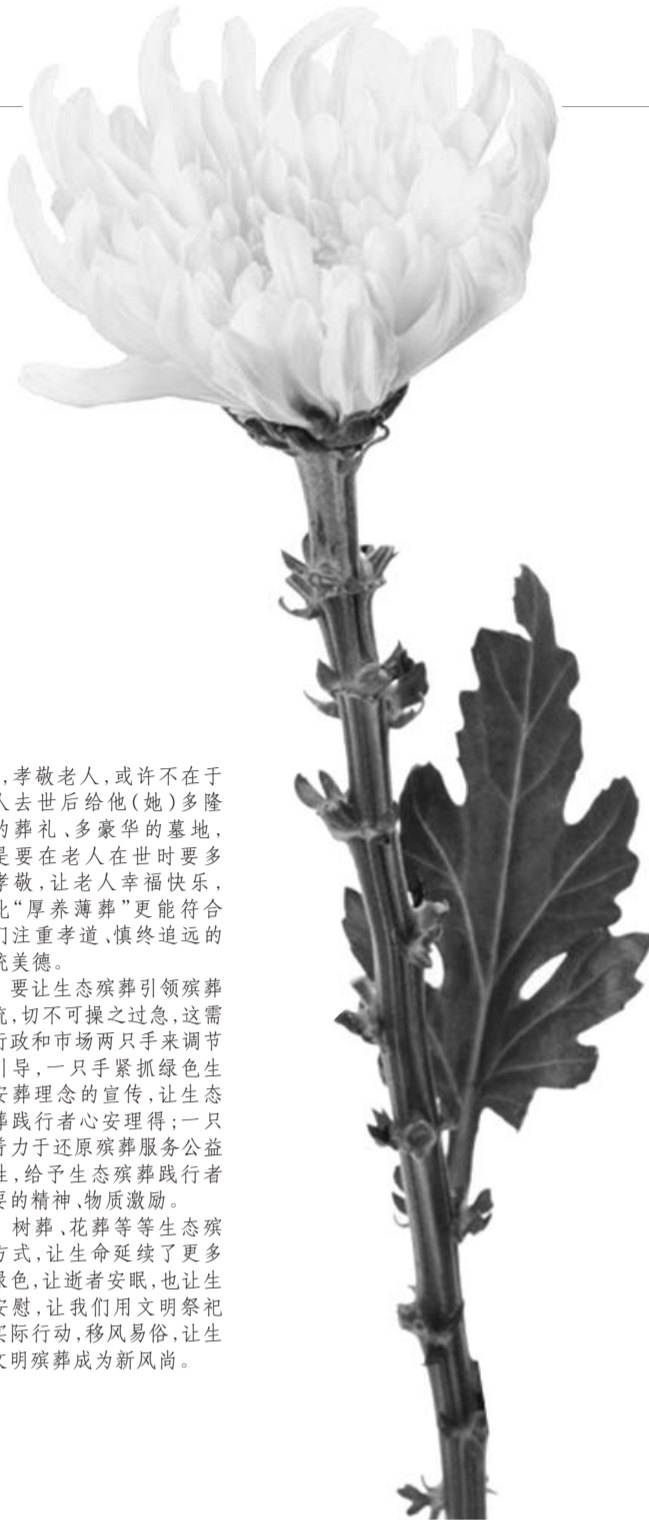 ,孝敬老人,或许不在于
人去世后给他(她)多隆
的葬礼、多豪华的墓地,
是要在老人在世时要多
孝敬,让老人幸福快乐,
比“厚养薄葬”更能符合
们注重孝道、慎终追远的
统美德。
要让生态殡葬引领殡葬
统,切不可操之过急,这需
行政和市场两只手来调节
引导,一只手紧抓绿色生
安葬理念的宣传,让生态
葬践行者心安理得;一只
着力于还原殡葬服务公益
性,给予生态殡葬践行者
要的精神、物质激励。
树葬、花葬等等生态殡
方式,让生命延续了更多
绿色,让逝者安眠,也让生
安慰,让我们用文明祭祀
实际行动,移风易俗,让生
文明殡葬成为新风尚。